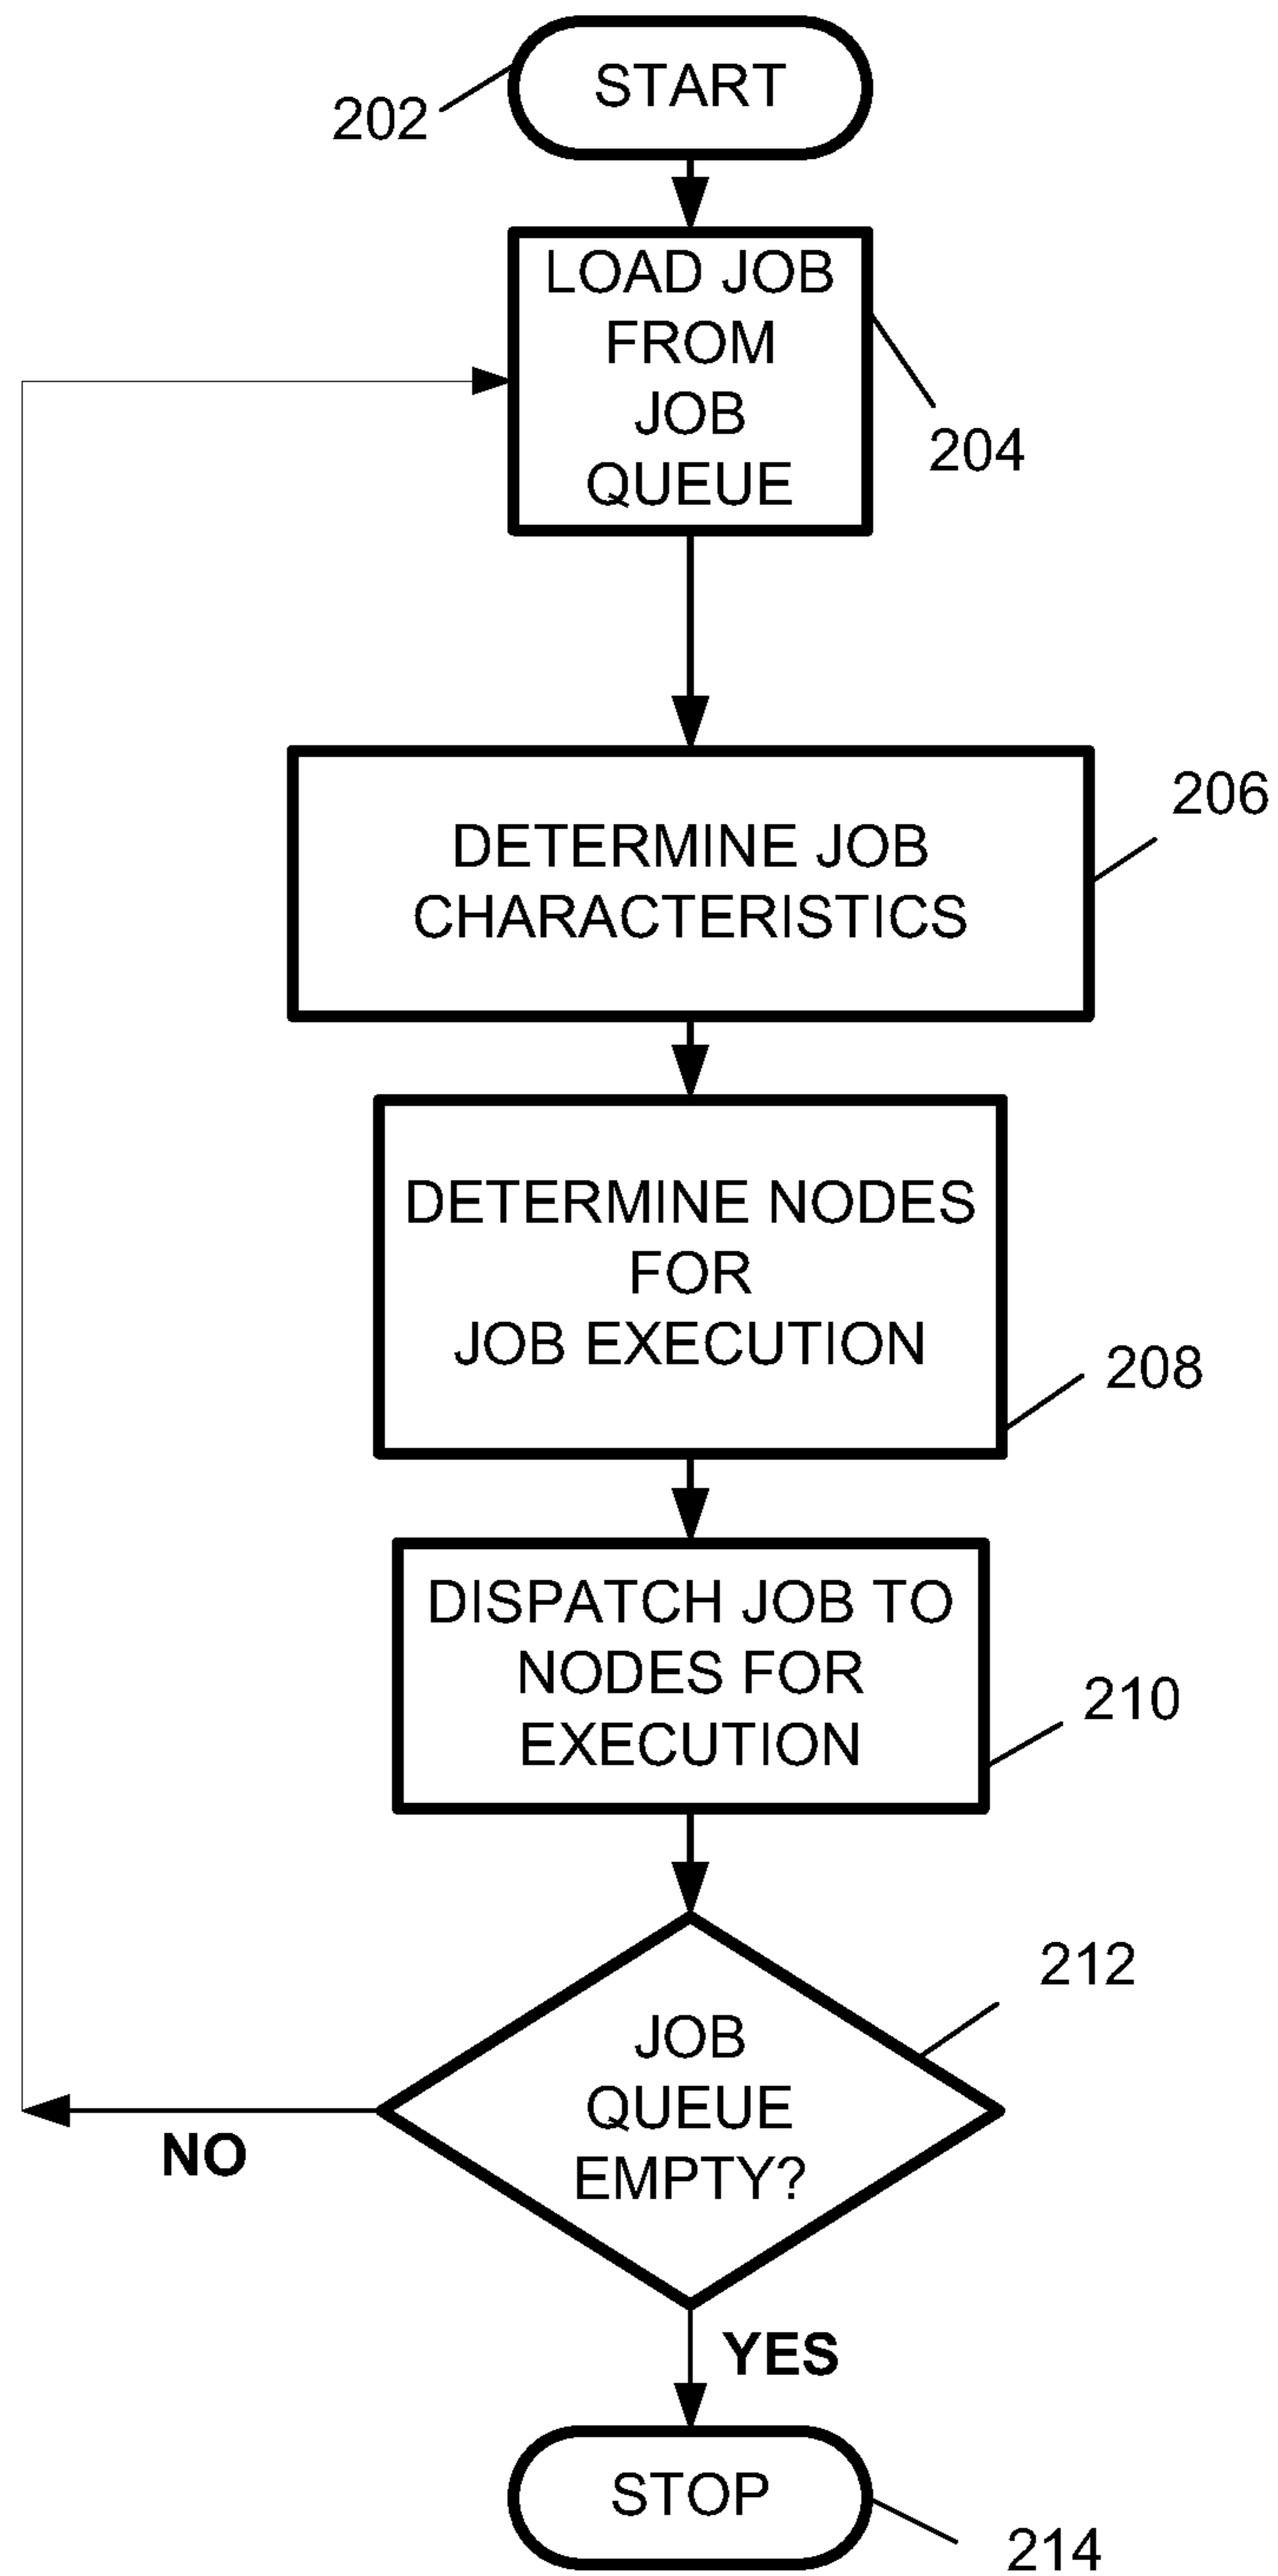 START
202
LOAD JOB
FROM
JOB
QUEUE
204
206
DETERMINE JOB
CHARACTERISTICS
DETERMINE NODES
FOR
JOB EXECUTION
208
DISPATCH JOB TO
NODES FOR
EXECUTION
210
212
JOB
QUEUE
EMPTY?
NO
YES
STOP
214